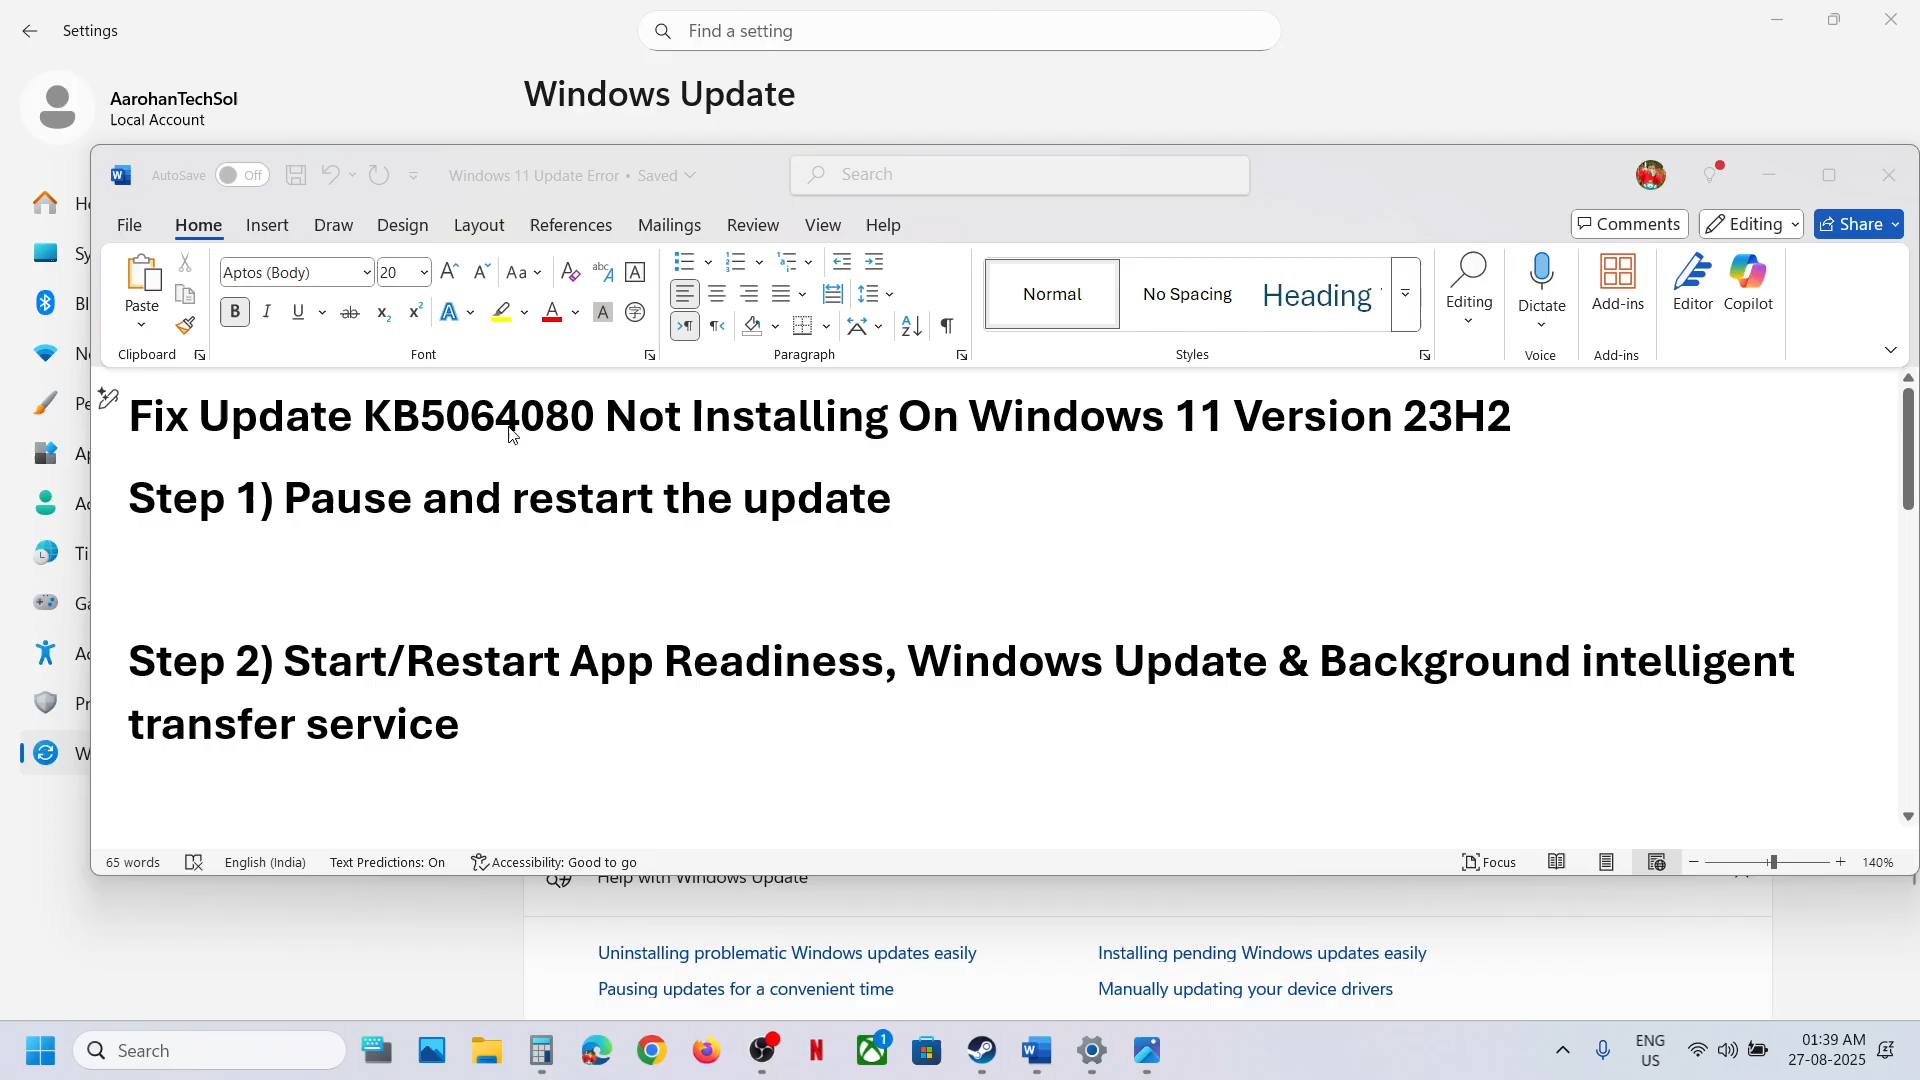 Settings
Find a setting
AarohanTechSol
Local Account
Windows Update
AutoSave Off
Windows 11 Update Error • Saved
Search
File Home Insert Draw Design Layout References Mailings Review View Help
Comments Editing Share
Paste
Aptos (Body) 20
Normal No Spacing Heading
Editing Dictate Add-ins Editor Copilot
Clipboard Font Paragraph Styles Voice Add-ins
Fix Update KB5064080 Not Installing On Windows 11 Version 23H2
Step 1) Pause and restart the update
Step 2) Start/Restart App Readiness, Windows Update & Background intelligent
transfer service
65 words English (India) Text Predictions: On Accessibility: Good to go Focus 140%
Help with Windows Update
Uninstalling problematic Windows updates easily Installing pending Windows updates easily
Pausing updates for a convenient time Manually updating your device drivers
Search
1
ENG
US
01:39 AM
27-08-2025